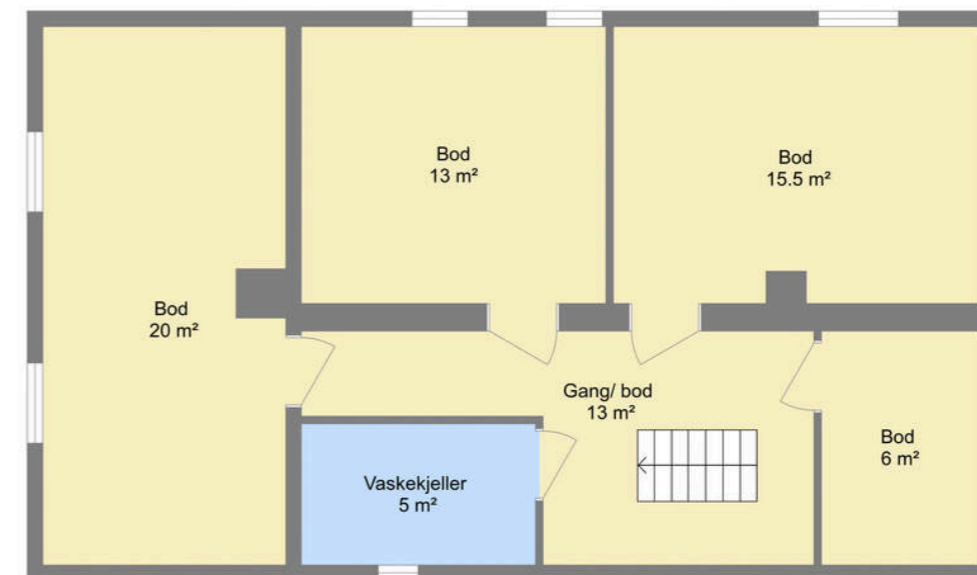 Bod
13 m²
Bod
15.5 m²
Bod
20 m²
Gang/ bod
13 m²
Bod
6 m²
Vaskekjeller
5 m²